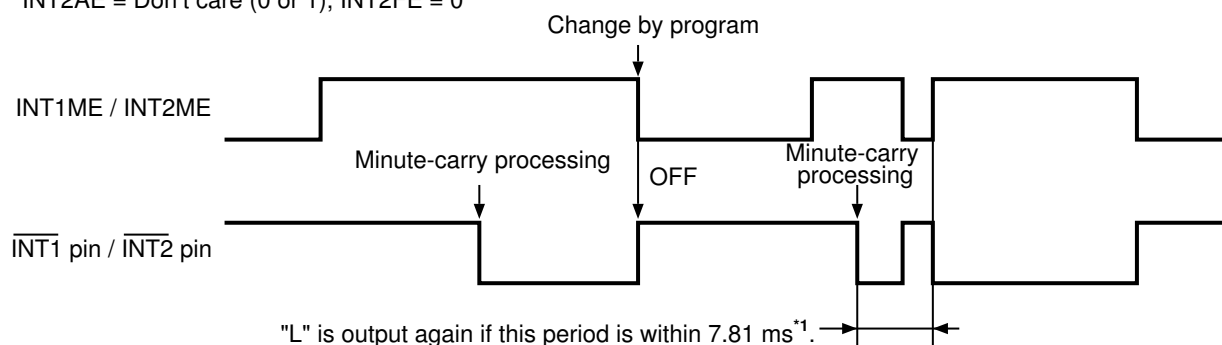 INT2AE = Don't care (0 or 1), INT2FE = 0
Change by program
INT1ME / INT2ME
Minute-carry processing
OFF
Minute-carry
processing
INT1 pin / INT2 pin
"L" is output again if this period is within 7.81 ms*1.